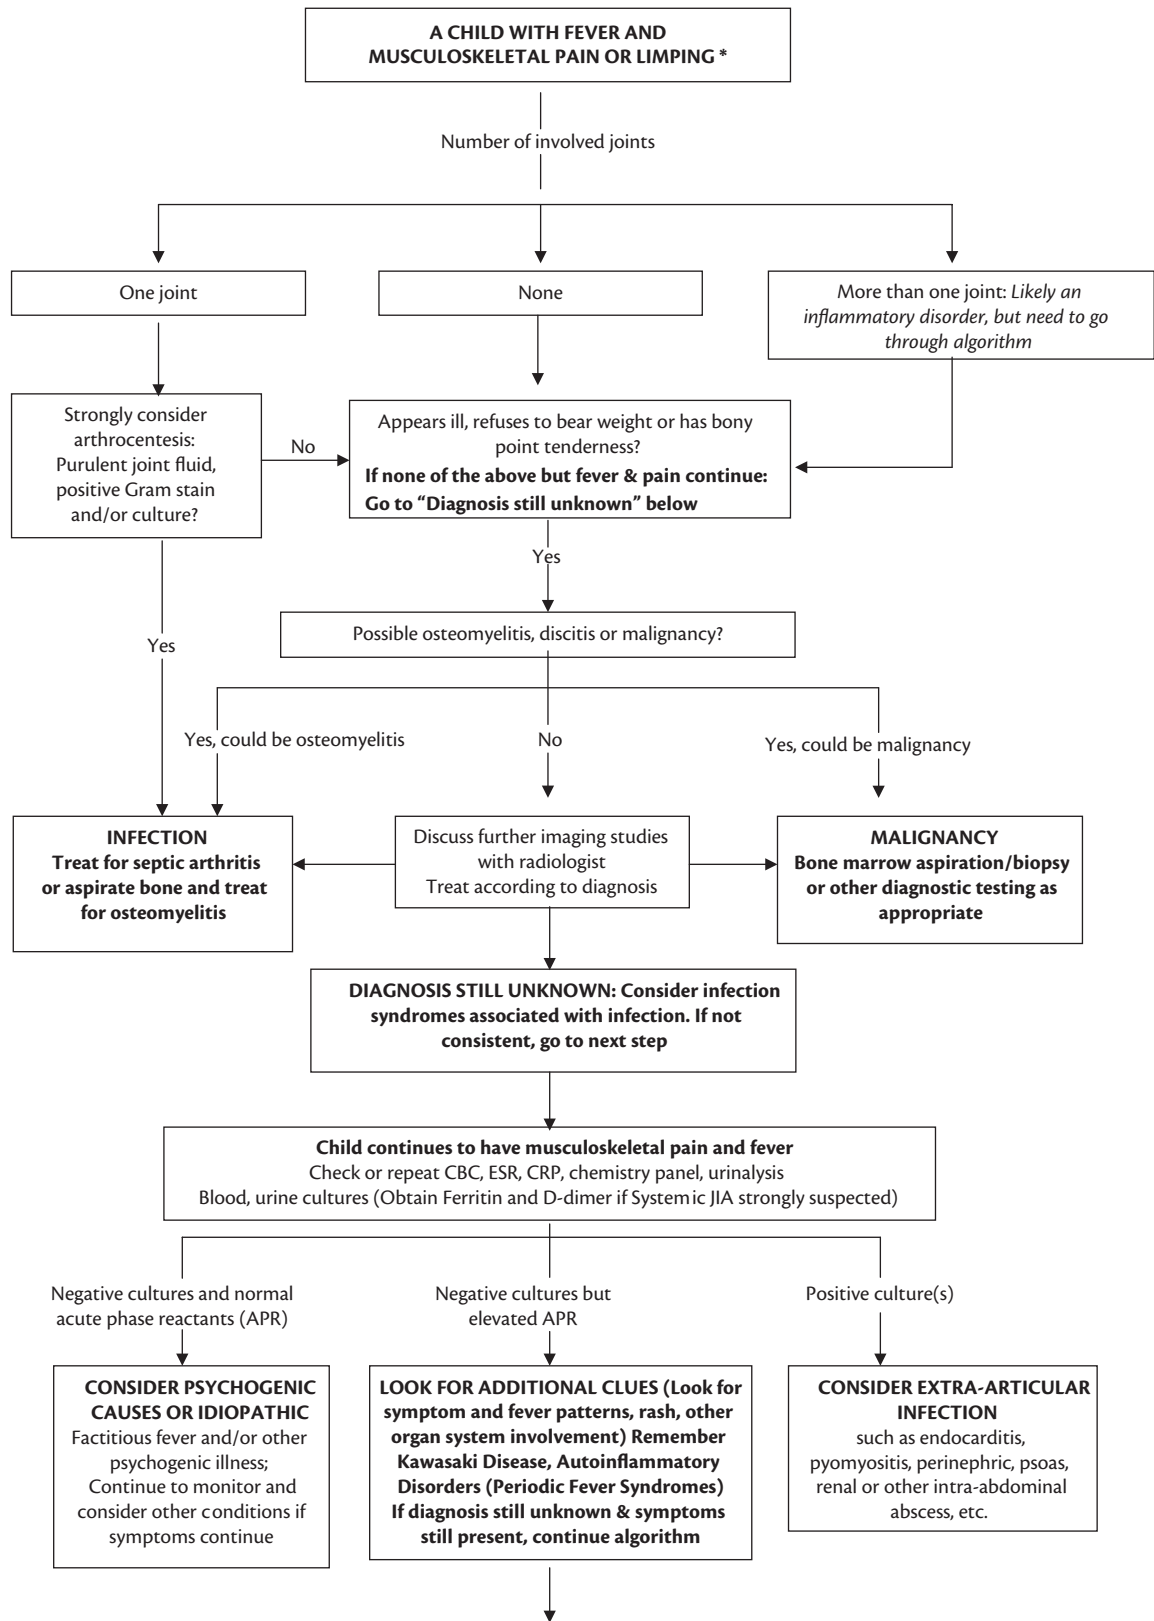 A CHILD WITH FEVER AND
MUSCULOSKELETAL PAIN OR LIMPING *
Number of involved joints
One joint
None
More than one joint: Likely an
inflammatory disorder, but need to go
through algorithm
Strongly consider
arthrocentesis:
Purulent joint fluid,
positive Gram stain
and/or culture?
No
Appears ill, refuses to bear weight or has bony
point tenderness?
If none of the above but fever & pain continue:
Go to “Diagnosis still unknown” below
Yes
Yes
Possible osteomyelitis, discitis or malignancy?
Yes, could be osteomyelitis
No
Yes, could be malignancy
INFECTION
Treat for septic arthritis
or aspirate bone and treat
for osteomyelitis
Discuss further imaging studies
with radiologist
Treat according to diagnosis
MALIGNANCY
Bone marrow aspiration/biopsy
or other diagnostic testing as
appropriate
DIAGNOSIS STILL UNKNOWN: Consider infection
syndromes associated with infection. If not
consistent, go to next step
Child continues to have musculoskeletal pain and fever
Check or repeat CBC, ESR, CRP, chemistry panel, urinalysis
Blood, urine cultures (Obtain Ferritin and D-dimer if Systemic JIA strongly suspected)
Negative cultures and normal
acute phase reactants (APR)
Negative cultures but
elevated APR
Positive culture(s)
CONSIDER PSYCHOGENIC
CAUSES OR IDIOPATHIC
Factitious fever and/or other
psychogenic illness;
Continue to monitor and
consider other conditions if
symptoms continue
LOOK FOR ADDITIONAL CLUES (Look for
symptom and fever patterns, rash, other
organ system involvement) Remember
Kawasaki Disease, Autoinflammatory
Disorders (Periodic Fever Syndromes)
If diagnosis still unknown & symptoms
still present, continue algorithm
CONSIDER EXTRA-ARTICULAR
INFECTION
such as endocarditis,
pyomyositis, perinephric, psoas,
renal or other intra-abdominal
abscess, etc.